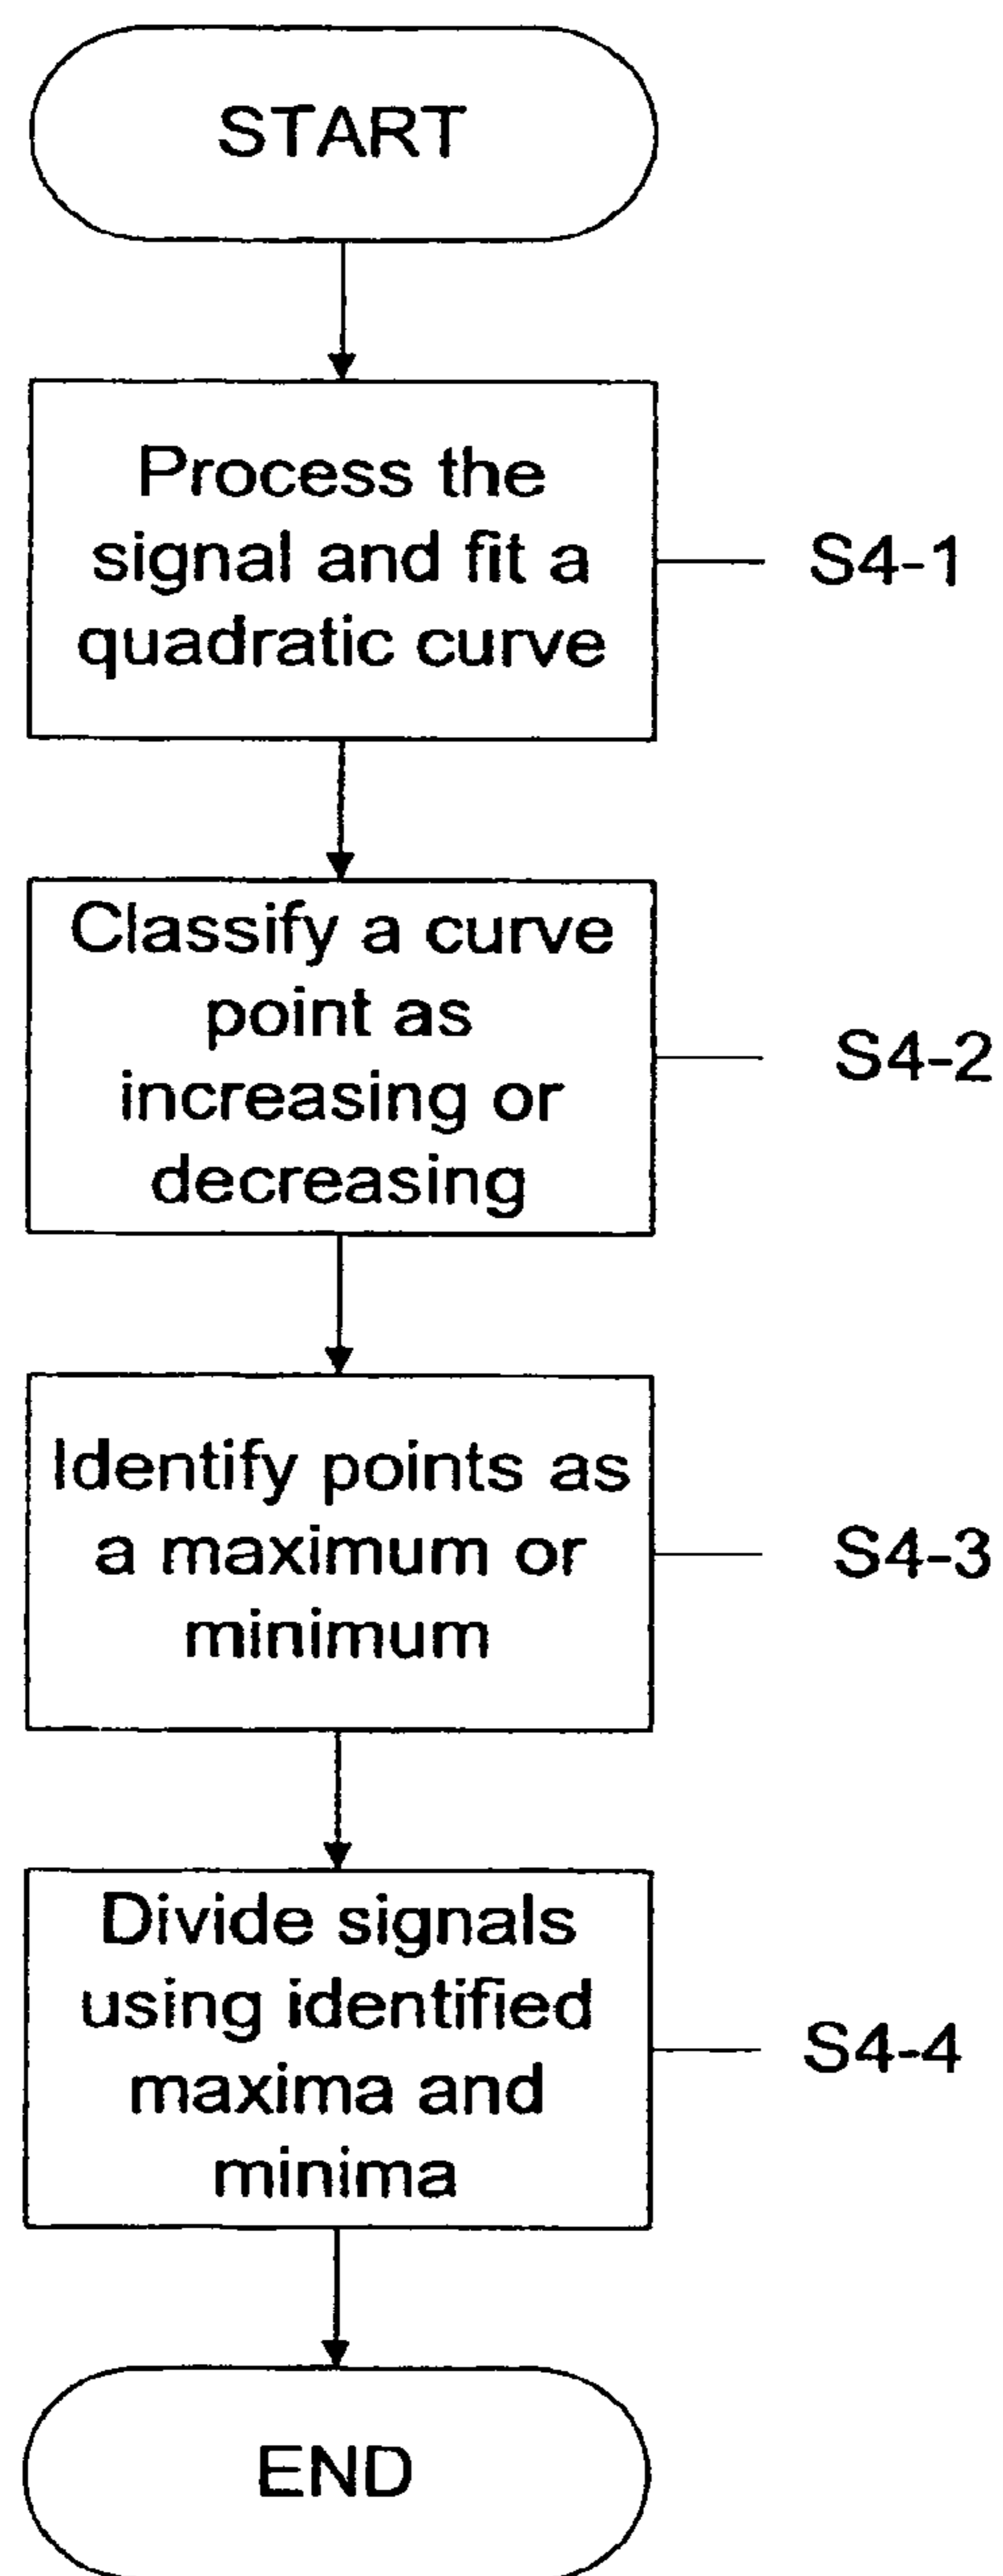 START
Process the
signal and fit a
quadratic curve
S4-1
Classify a curve
point as
increasing or
decreasing
S4-2
Identify points as
a maximum or
minimum
S4-3
Divide signals
using identified
maxima and
minima
S4-4
END